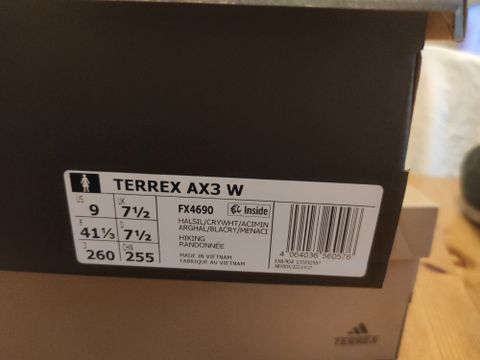 TERREX AX3 W
US 9 UK 7½
F 41⅓ D 7½
J 260 CHN 255
FX4690
Inside
HALSIL/CRYWHT/ACIMIN
ARGHAL/BLACRY/MENACI
HIKING
RANDONNÉE
MADE IN VIETNAM
FABRIQUE AU VIETNAM
4 064036 560576
TERREX